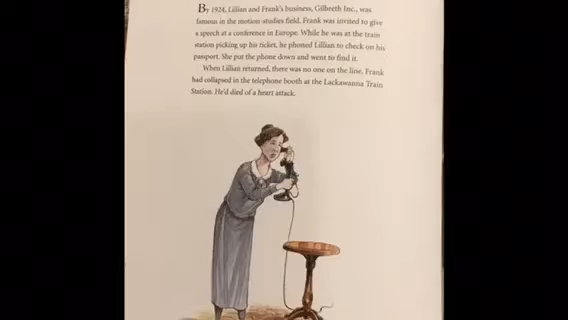 By 1924, Lillian and Frank's business, Gilbreth Inc., was
famous in the motion-studies field. Frank was invited to give
a speech at a conference in Europe. While he was at the train
station picking up his ticket, he phoned Lillian to check on his
passport. She put the phone down and went to find it.
When Lillian returned, there was no one on the line. Frank
had collapsed in the telephone booth at the Lackawanna Train
Station. He'd died of a heart attack.